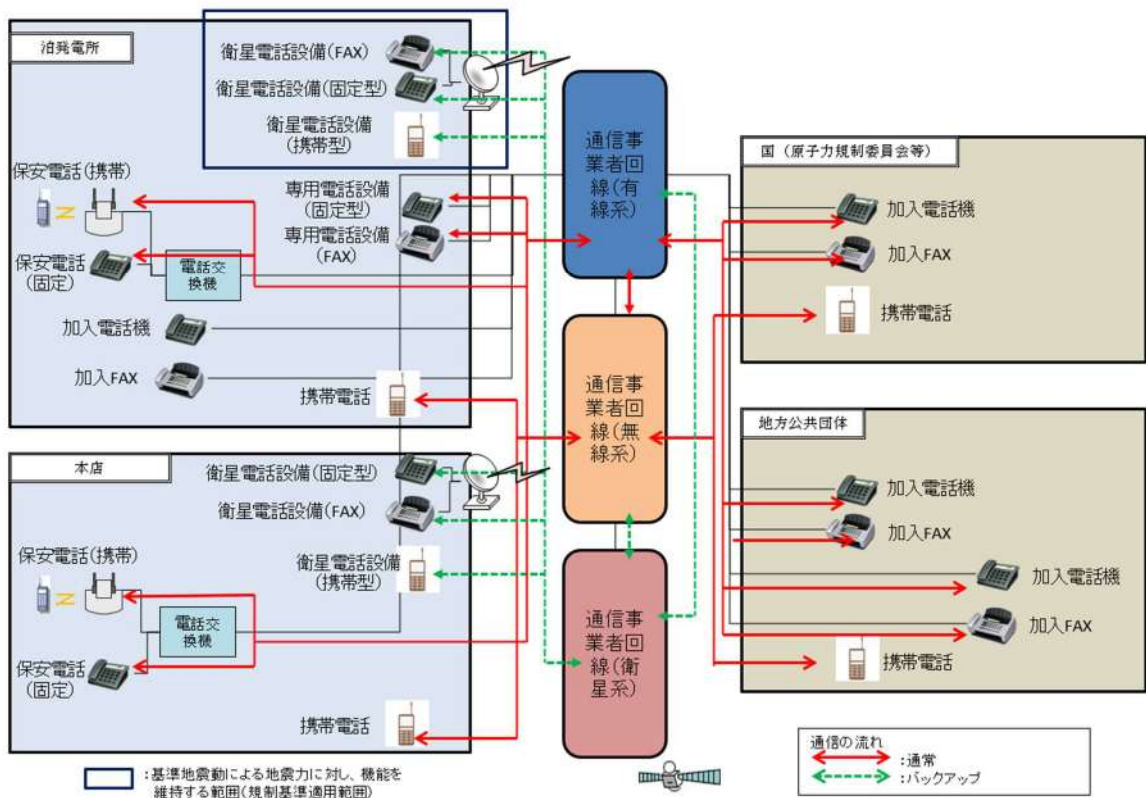 泊発電所
衛星電話設備(FAX)
衛星電話設備(固定型)
衛星電話設備
(携帯型)
保安電話(携帯)
専用電話設備
(固定型)
専用電話設備
(FAX)
保安電話
(固定)
電話交
換機
加入電話機
加入FAX
携帯電話
本店
衛星電話設備(固定型)
衛星電話設備(FAX)
衛星電話設備
(携帯型)
保安電話(携帯)
電話交
換機
保安電話
(固定)
携帯電話
通信事
業者回
線(有
線系)
通信事
業者回
線(無
線系)
通信事
業者回
線(衛
星系)
国(原子力規制委員会等)
加入電話機
加入FAX
携帯電話
地方公共団体
加入電話機
加入FAX
加入電話機
加入FAX
携帯電話
:基準地震動による地震力に対し、機能を
維持する範囲(規制基準適用範囲)
通信の流れ
:通常
:バックアップ